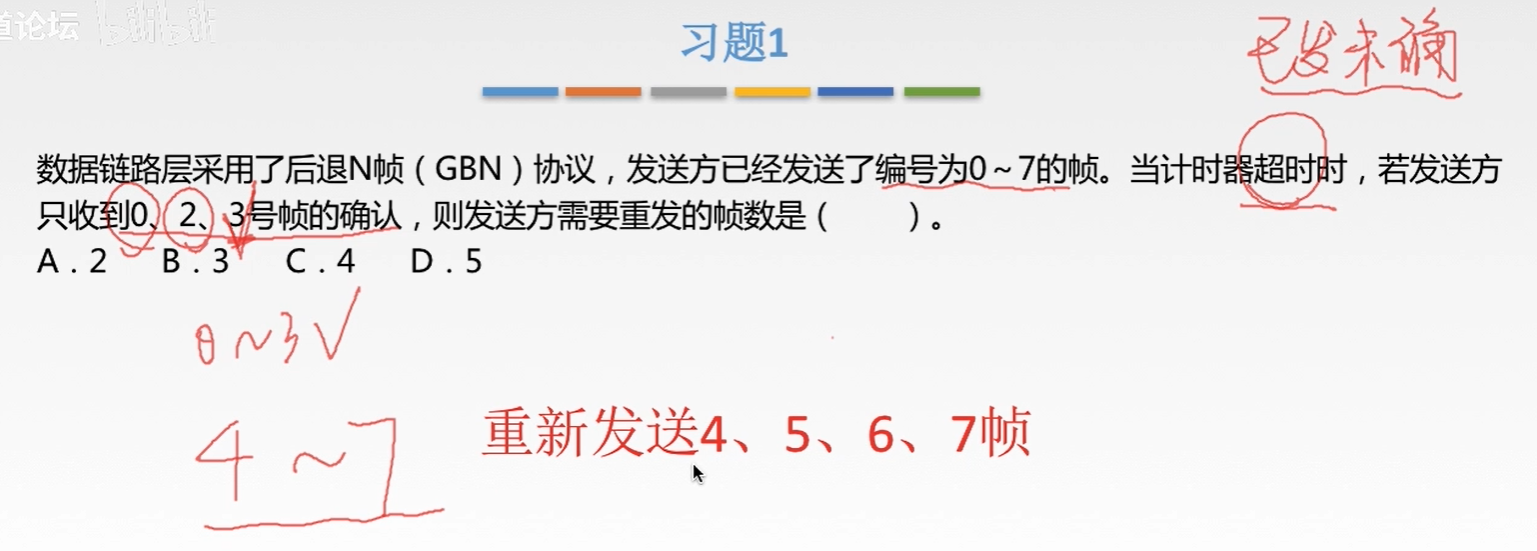 道论坛 bilibili
习题1
已发未确
数据链路层采用了后退N帧（GBN）协议，发送方已经发送了编号为0～7的帧。当计时器超时时，若发送方
只收到0、2、3号帧的确认，则发送方需要重发的帧数是（　　）。
A．2　B．3　C．4　D．5
0～3√
4～7
重新发送4、5、6、7帧